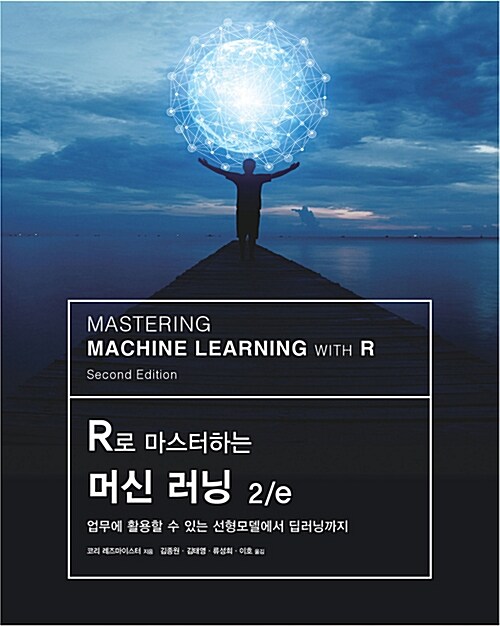 MASTERING
MACHINE LEARNING WITH R
Second Edition
R로 마스터하는
머신 러닝 2/e
업무에 활용할 수 있는 선형모델에서 딥러닝까지
코리 레즈마이스터 지음 김종원 · 김태영 · 류성희 · 이호 옮김